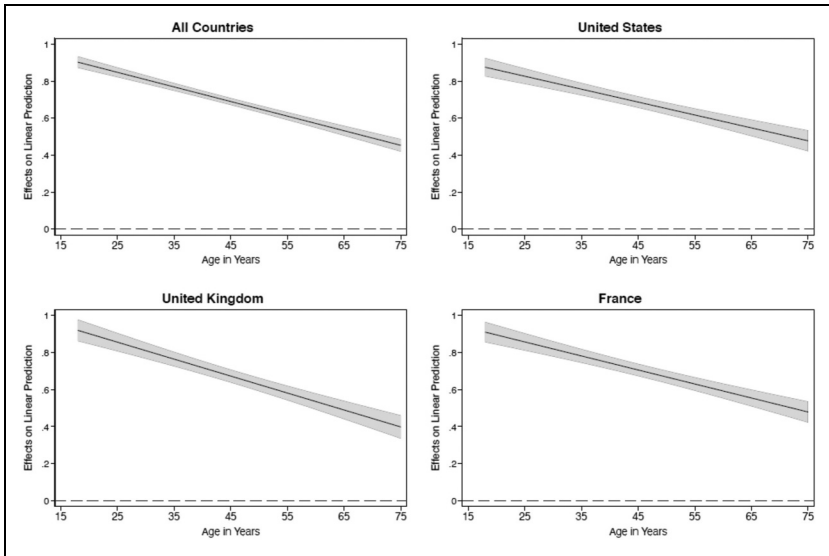 All Countries
Effects on Linear Prediction
1
.8
.6
.4
.2
0
15 25 35 45 55 65 75
Age in Years
United States
Effects on Linear Prediction
1
.8
.6
.4
.2
0
15 25 35 45 55 65 75
Age in Years
United Kingdom
Effects on Linear Prediction
1
.8
.6
.4
.2
0
15 25 35 45 55 65 75
Age in Years
France
Effects on Linear Prediction
1
.8
.6
.4
.2
0
15 25 35 45 55 65 75
Age in Years